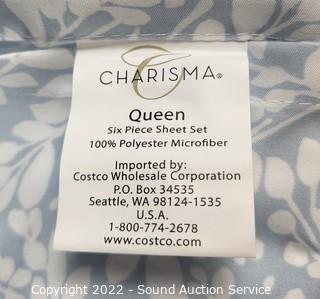 CHARISMA®
Queen
Six Piece Sheet Set
100% Polyester Microfiber
Imported by:
Costco Wholesale Corporation
P.O. Box 34535
Seattle, WA 98124-1535
U.S.A.
1-800-774-2678
www.costco.com
Copyright © 2022 - Sound Auction Service